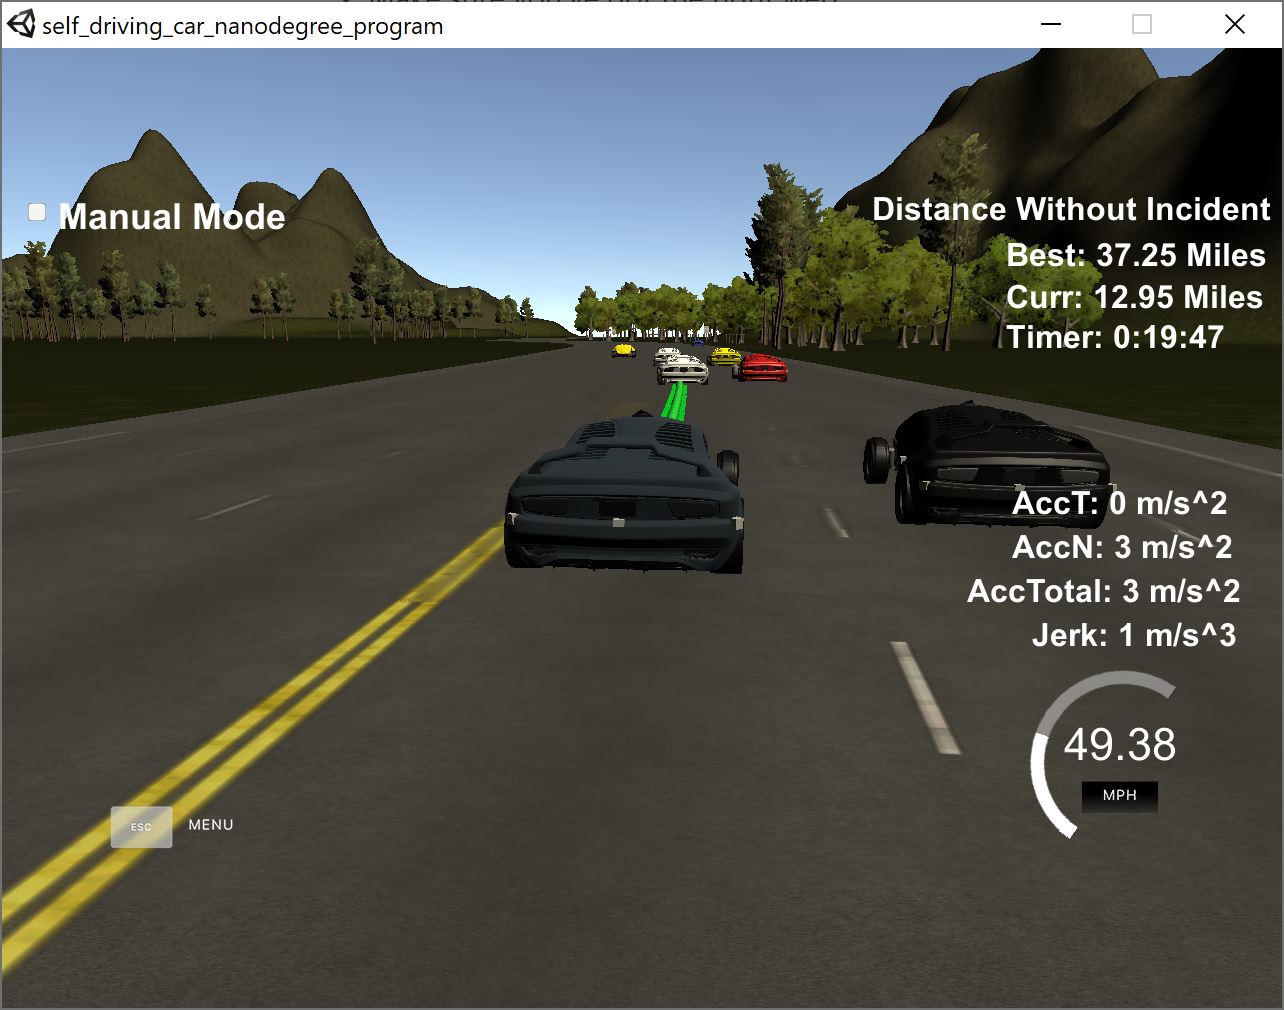 self_driving_car_nanodegree_program
Manual Mode
Distance Without Incident
Best: 37.25 Miles
Curr: 12.95 Miles
Timer: 0:19:47
AccT: 0 m/s^2
AccN: 3 m/s^2
AccTotal: 3 m/s^2
Jerk: 1 m/s^3
49.38
MPH
ESC MENU